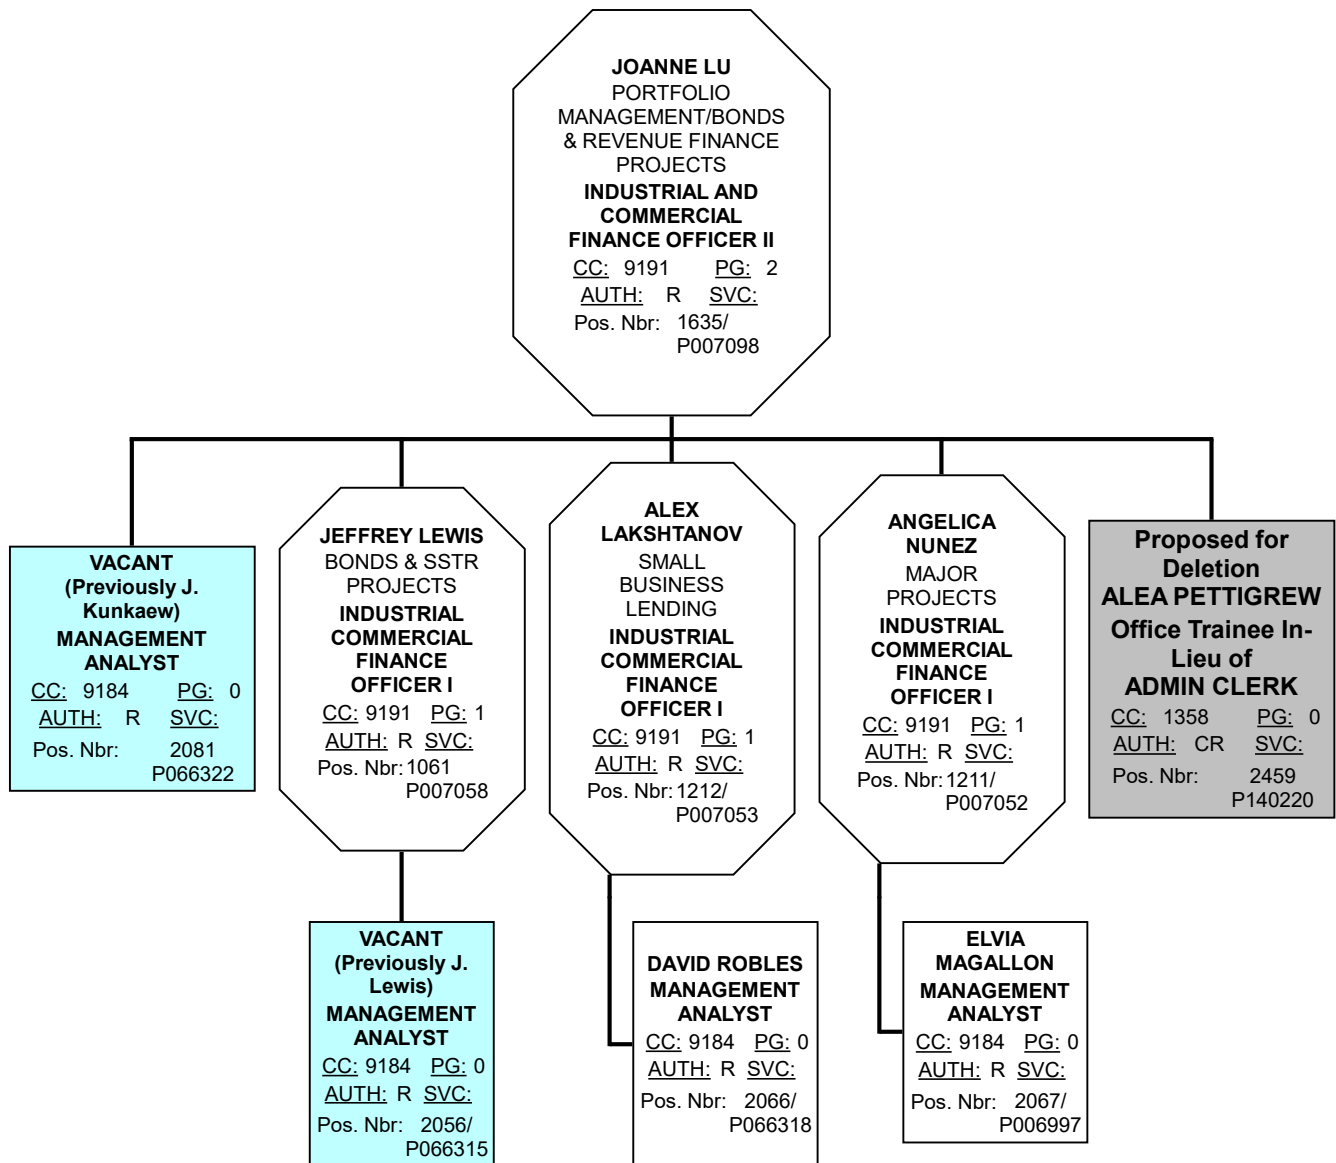 JOANNE LU
PORTFOLIO
MANAGEMENT/BONDS
& REVENUE FINANCE
PROJECTS
INDUSTRIAL AND
COMMERCIAL
FINANCE OFFICER II
CC: 9191 PG: 2
AUTH: R SVC:
Pos. Nbr: 1635/
P007098
VACANT
(Previously J.
Kunkaew)
MANAGEMENT
ANALYST
CC: 9184 PG: 0
AUTH: R SVC:
Pos. Nbr: 2081
P066322
JEFFREY LEWIS
BONDS & SSTR
PROJECTS
INDUSTRIAL
COMMERCIAL
FINANCE
OFFICER I
CC: 9191 PG: 1
AUTH: R SVC:
Pos. Nbr: 1061
P007058
ALEX
LAKSHTANOV
SMALL
BUSINESS
LENDING
INDUSTRIAL
COMMERCIAL
FINANCE
OFFICER I
CC: 9191 PG: 1
AUTH: R SVC:
Pos. Nbr: 1212/
P007053
ANGELICA
NUNEZ
MAJOR
PROJECTS
INDUSTRIAL
COMMERCIAL
FINANCE
OFFICER I
CC: 9191 PG: 1
AUTH: R SVC:
Pos. Nbr: 1211/
P007052
Proposed for
Deletion
ALEA PETTIGREW
Office Trainee In-
Lieu of
ADMIN CLERK
CC: 1358 PG: 0
AUTH: CR SVC:
Pos. Nbr: 2459
P140220
VACANT
(Previously J.
Lewis)
MANAGEMENT
ANALYST
CC: 9184 PG: 0
AUTH: R SVC:
Pos. Nbr: 2056/
P066315
DAVID ROBLES
MANAGEMENT
ANALYST
CC: 9184 PG: 0
AUTH: R SVC:
Pos. Nbr: 2066/
P066318
ELVIA
MAGALLON
MANAGEMENT
ANALYST
CC: 9184 PG: 0
AUTH: R SVC:
Pos. Nbr: 2067/
P006997